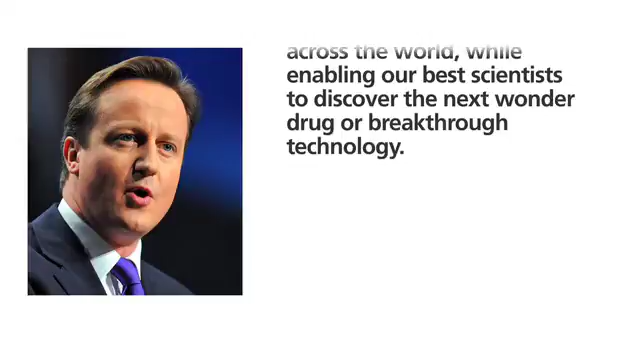 across the world, while
enabling our best scientists
to discover the next wonder
drug or breakthrough
technology.